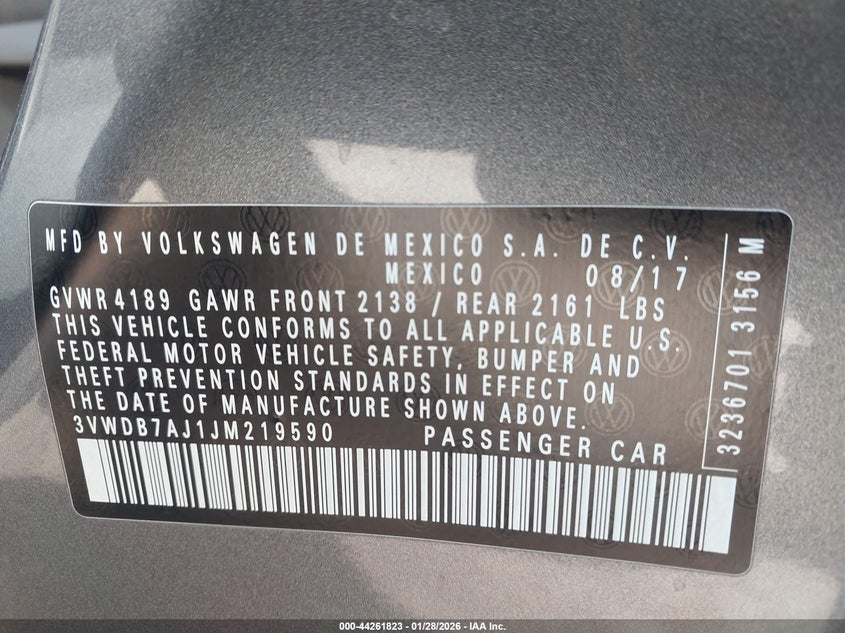 MFD BY VOLKSWAGEN DE MEXICO S.A. DE C.V.
MEXICO 08/17
GVWR 4189 GAWR FRONT 2138 / REAR 2161 LBS
THIS VEHICLE CONFORMS TO ALL APPLICABLE U.S.
FEDERAL MOTOR VEHICLE SAFETY, BUMPER AND
THEFT PREVENTION STANDARDS IN EFFECT ON
THE DATE OF MANUFACTURE SHOWN ABOVE.
3VWDB7AJ1JM219590 PASSENGER CAR
3236701 3156 M
000-44261823 - 01/28/2026 - IAA Inc.